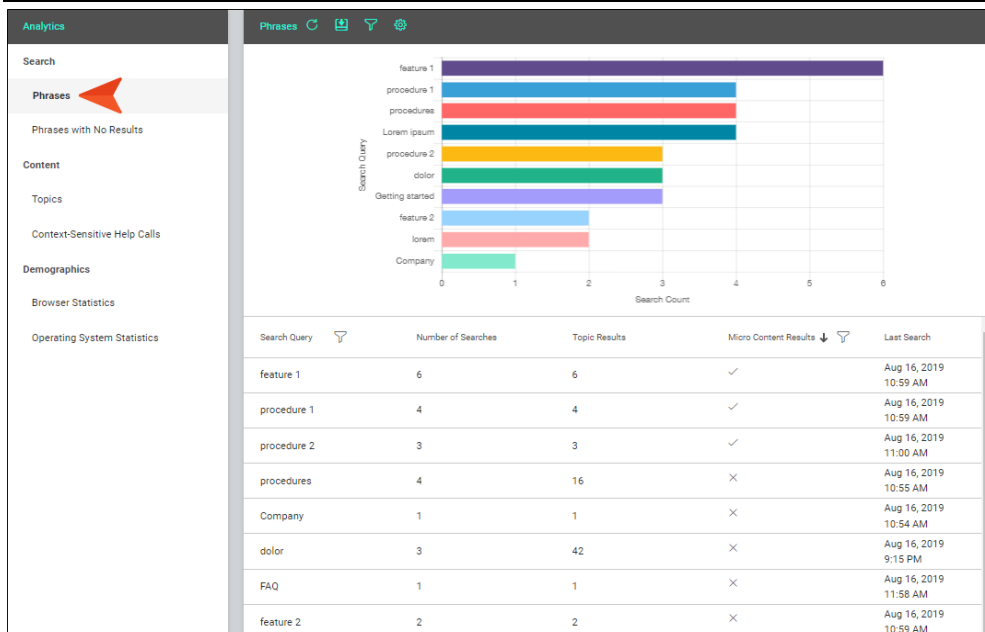 Analytics
Search
Phrases
Phrases with No Results
Content
Topics
Context-Sensitive Help Calls
Demographics
Browser Statistics
Operating System Statistics
Phrases
Search Query
feature 1
procedure 1
procedures
Lorem ipsum
procedure 2
dolor
Getting started
feature 2
lorem
Company
0 1 2 3 4 5 6
Search Count
Search Query Number of Searches Topic Results Micro Content Results Last Search
feature 1 6 6 Aug 16, 2019
10:59 AM
procedure 1 4 4 Aug 16, 2019
10:59 AM
procedure 2 3 3 Aug 16, 2019
11:00 AM
procedures 4 16 Aug 16, 2019
10:55 AM
Company 1 1 Aug 16, 2019
10:54 AM
dolor 3 42 Aug 16, 2019
9:15 PM
FAQ 1 1 Aug 16, 2019
11:58 AM
feature 2 2 2 Aug 16, 2019
10:59 AM